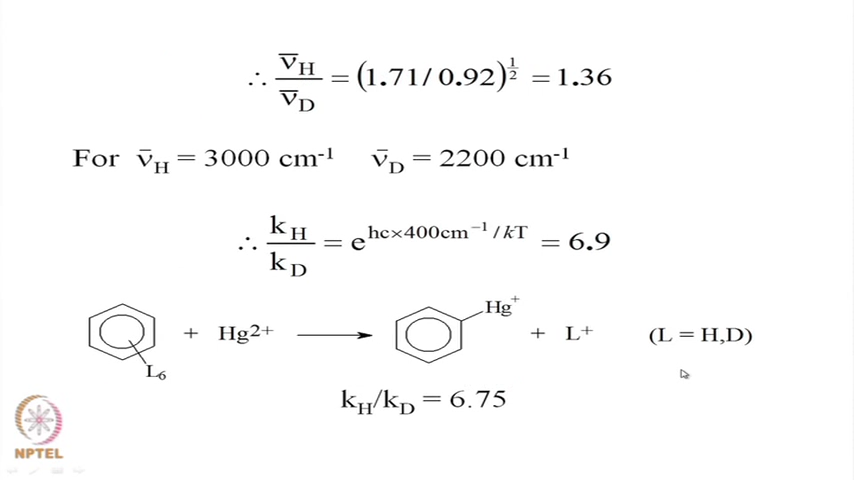 ∴ ν̄H / ν̄D = (1.71/0.92)^1/2 = 1.36
For ν̄H = 3000 cm-1 ν̄D = 2200 cm-1
∴ kH / kD = e^hc×400cm−1/kT = 6.9
L6 + Hg2+ ⟶ Hg+ + L+ (L = H,D)
kH/kD = 6.75
NPTEL